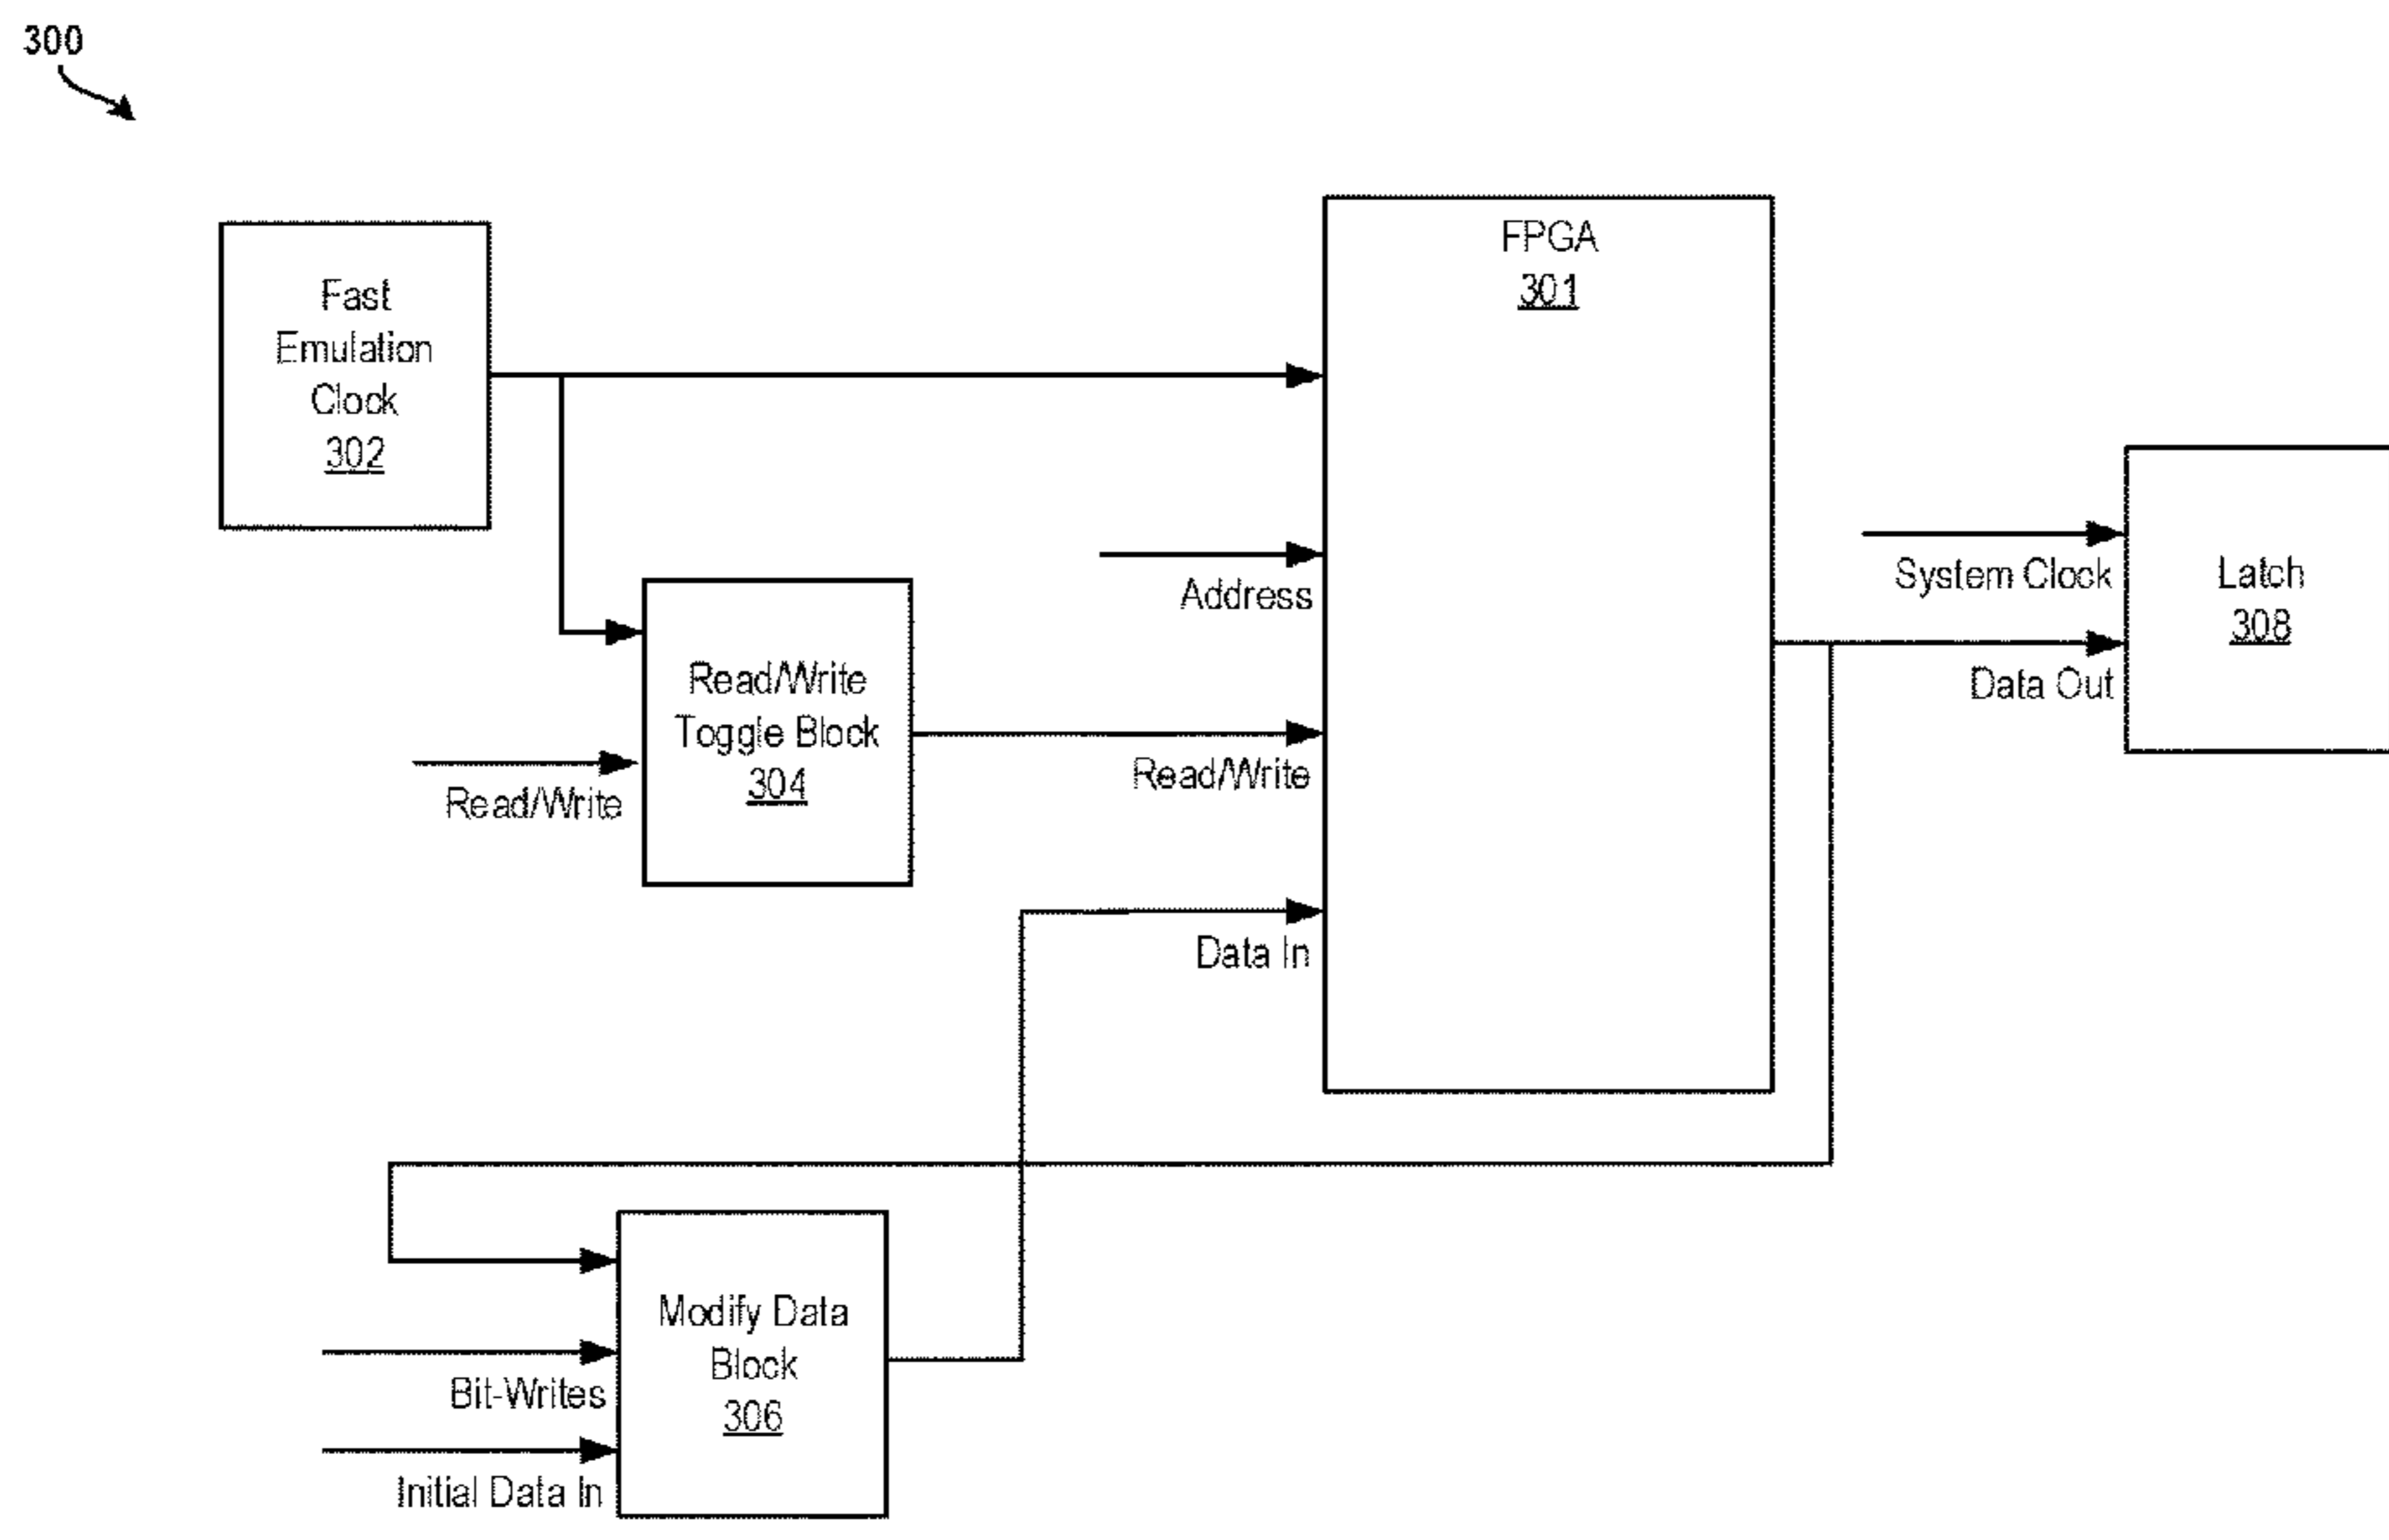 300
Fast
Emulation
Clock
302
FPGA
301
Address
System Clock
Latch
308
Data Out
Read/Write
Toggle Block
304
Read/Write
Read/Write
Data In
Modify Data
Block
306
Bit-Writes
Initial Data In